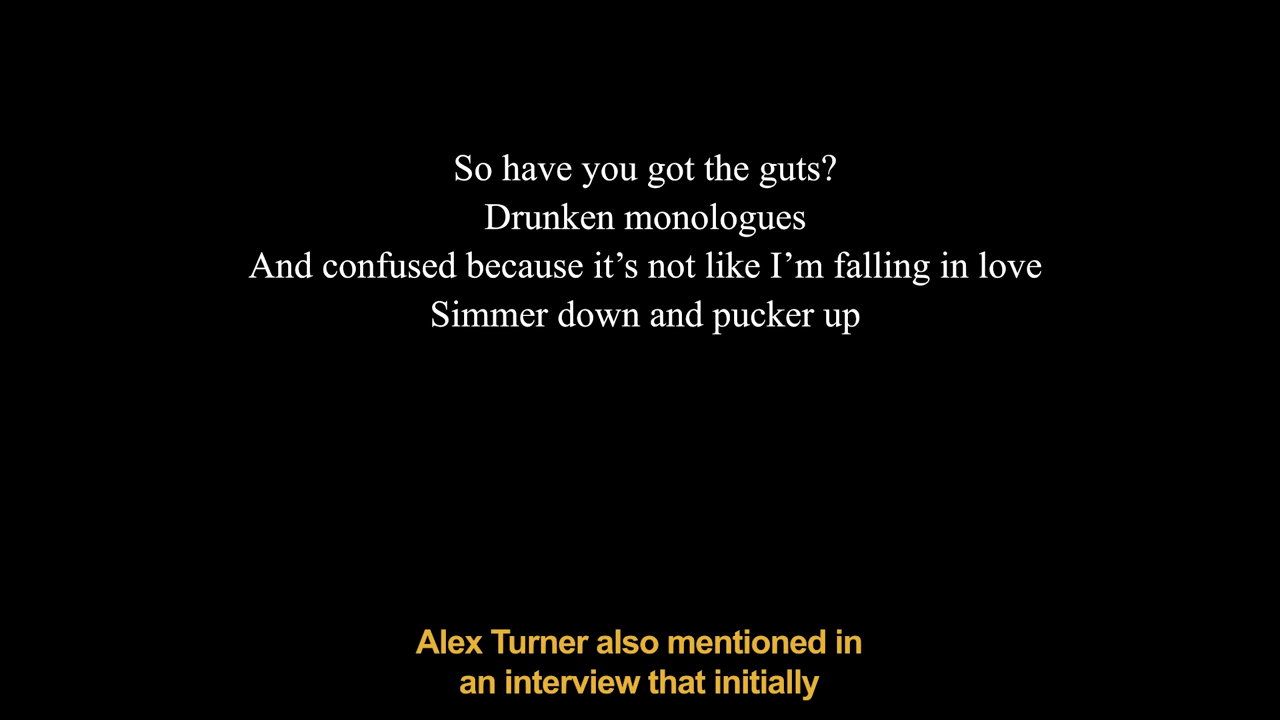 So have you got the guts?
Drunken monologues
And confused because it’s not like I’m falling in love
Simmer down and pucker up
Alex Turner also mentioned in
an interview that initially